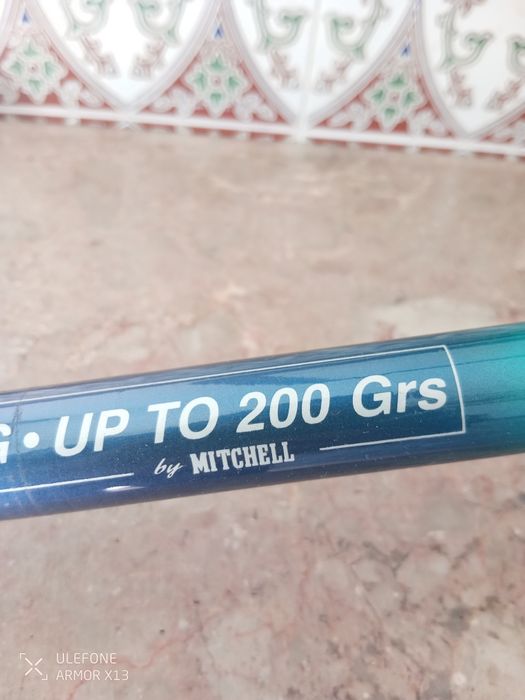 G • UP TO 200 Grs
by MITCHELL
ULEFONE
ARMOR X13